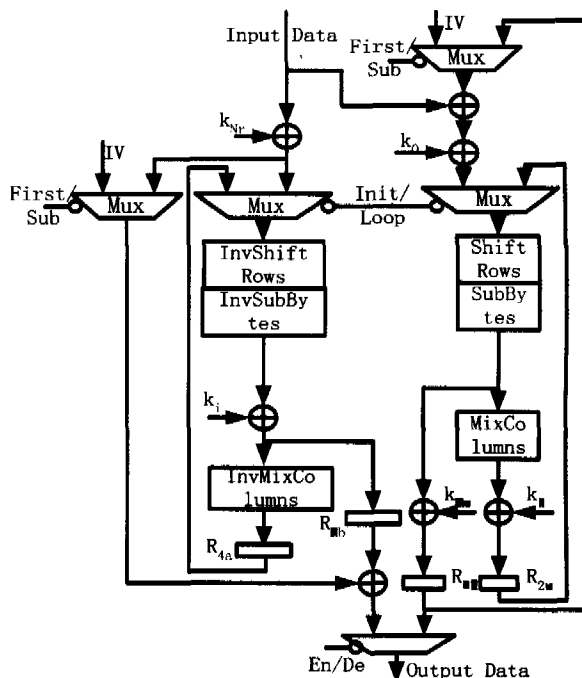 Input Data
IV
First/
Sub
Mux
kNr
k0
IV
First/
Sub
Mux
Mux
Init/
Loop
Mux
InvShift
Rows
InvSubBy
tes
Shift
Rows
SubBy
tes
ki
MixCo
lumns
InvMixCo
lumns
R4a
En/De
Output Data